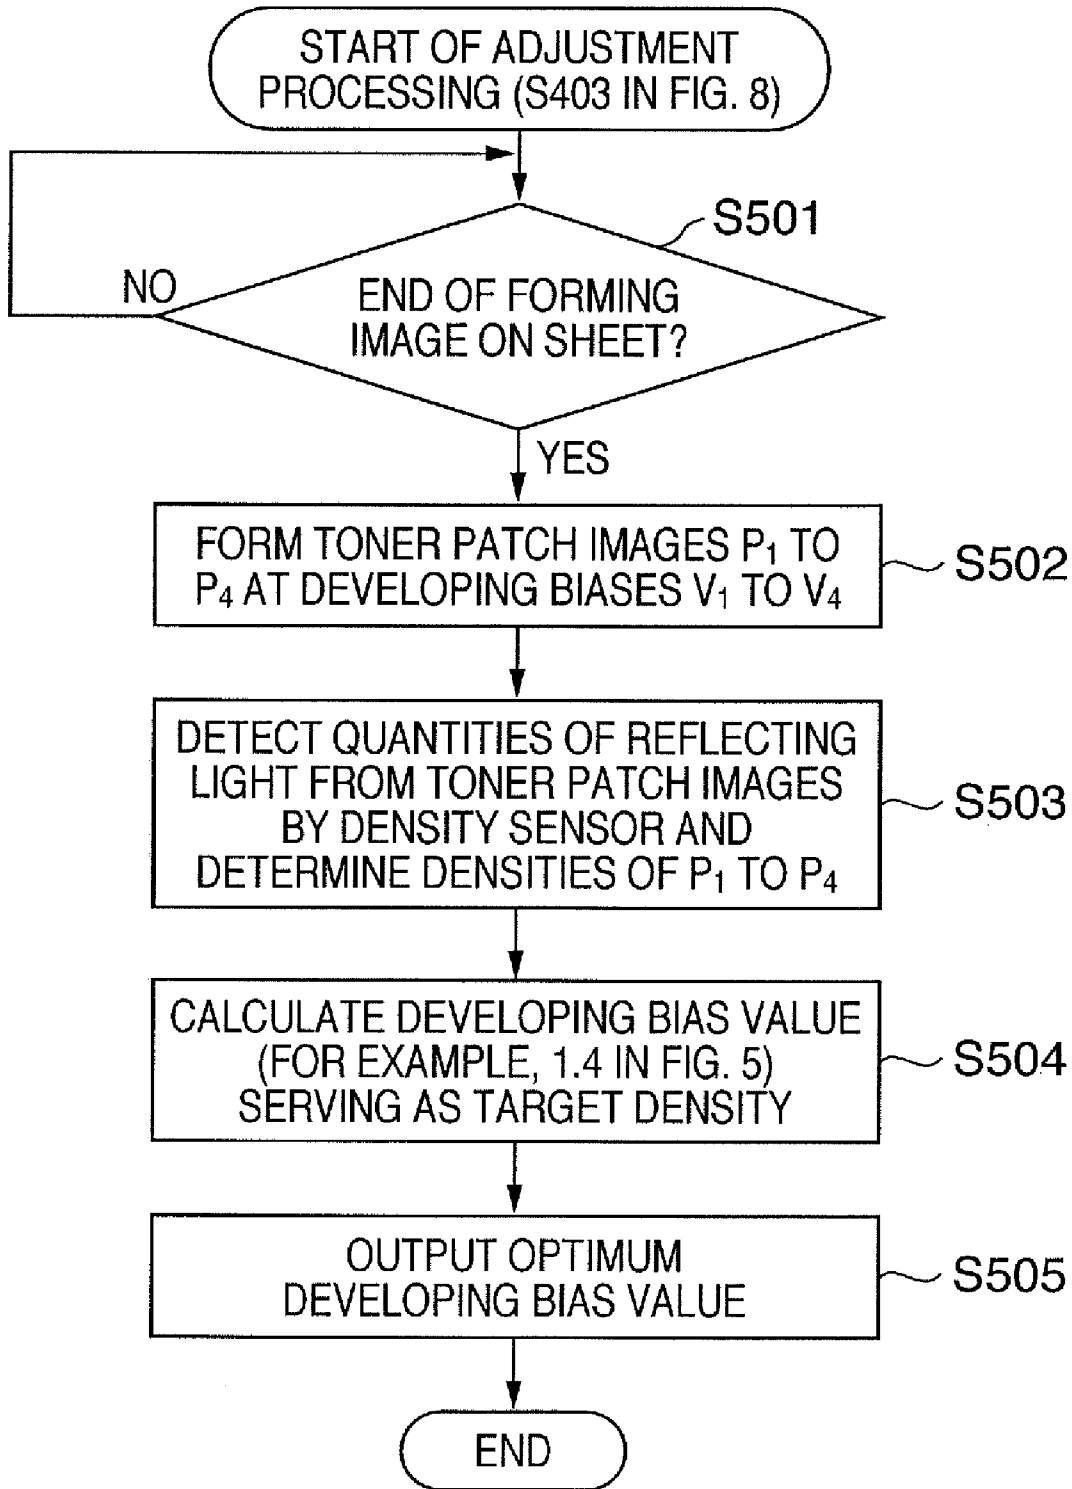 START OF ADJUSTMENT
PROCESSING (S403 IN FIG. 8)
S501
NO
END OF FORMING
IMAGE ON SHEET?
YES
FORM TONER PATCH IMAGES P₁ TO
P₄ AT DEVELOPING BIASES V₁ TO V₄
S502
DETECT QUANTITIES OF REFLECTING
LIGHT FROM TONER PATCH IMAGES
BY DENSITY SENSOR AND
DETERMINE DENSITIES OF P₁ TO P₄
S503
CALCULATE DEVELOPING BIAS VALUE
(FOR EXAMPLE, 1.4 IN FIG. 5)
SERVING AS TARGET DENSITY
S504
OUTPUT OPTIMUM
DEVELOPING BIAS VALUE
S505
END